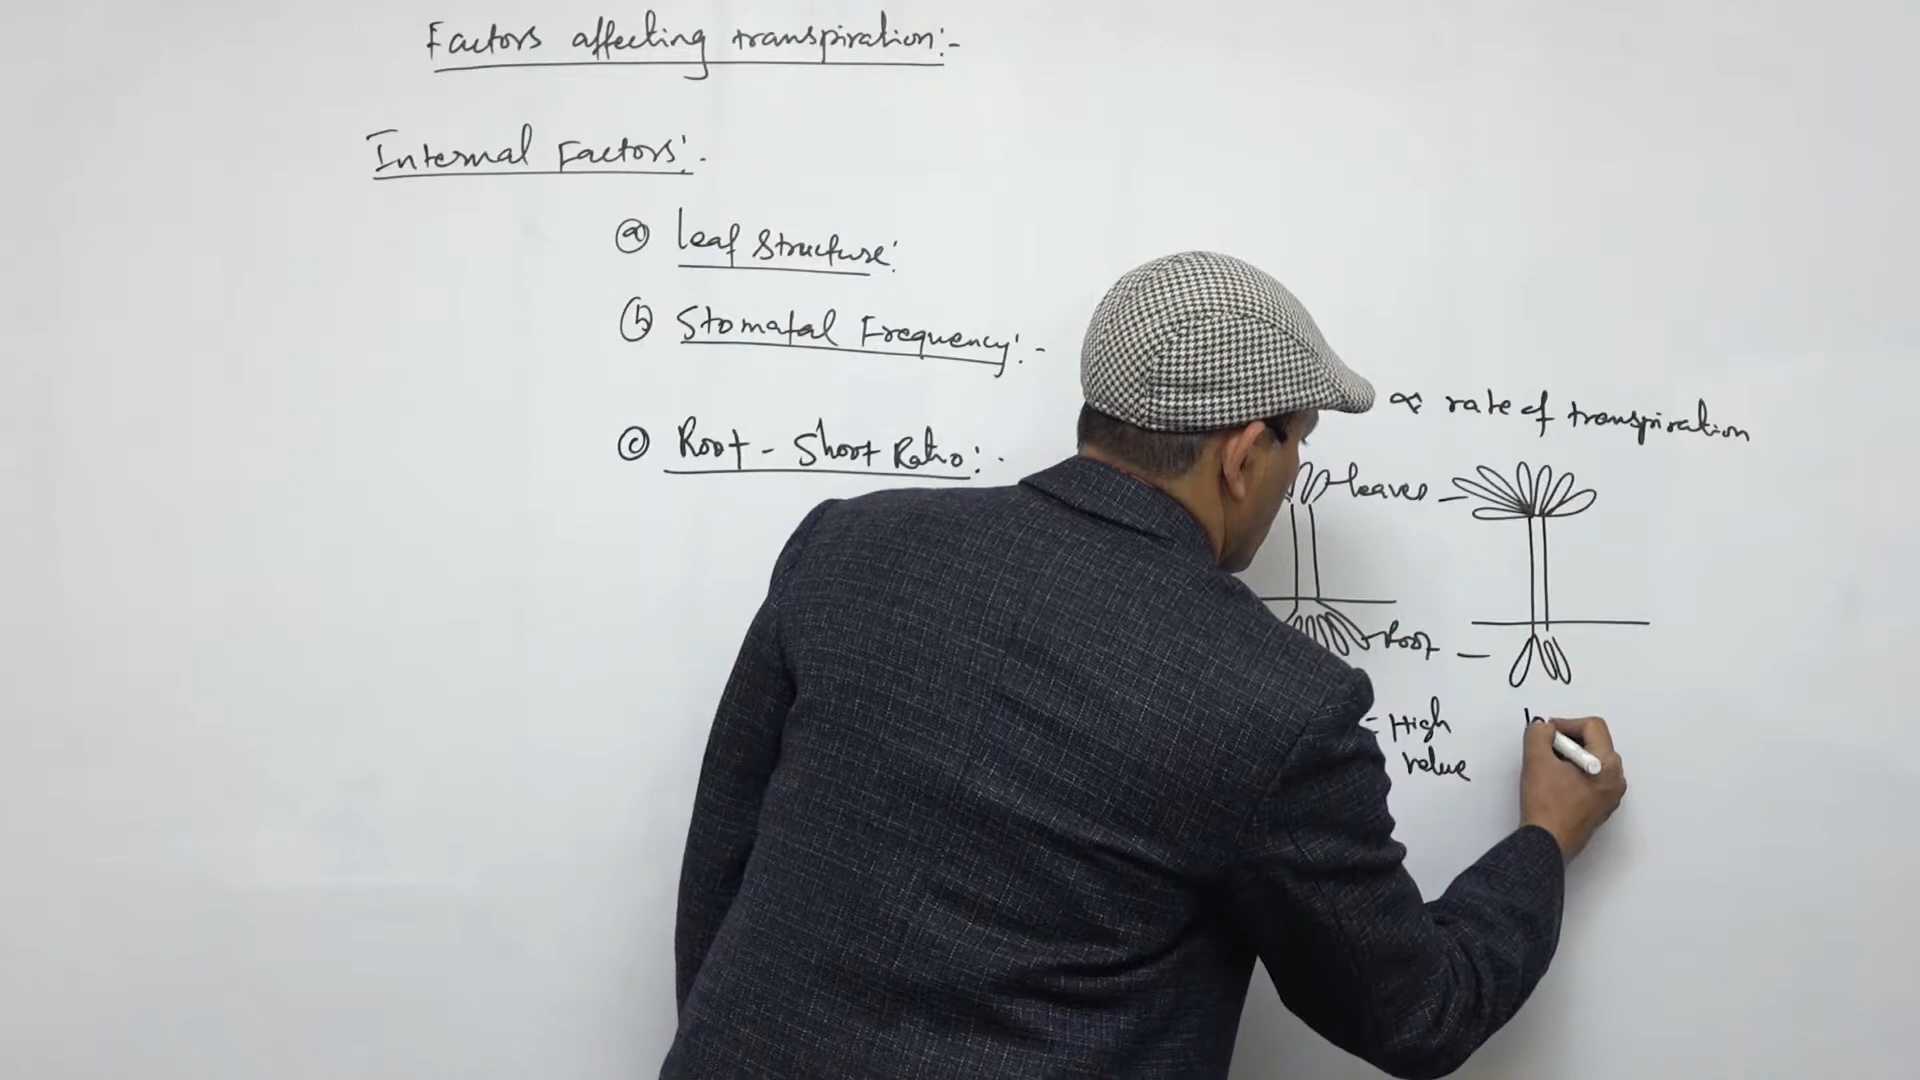 Factors affecting transpiration:-
Internal Factors:-
(a) Leaf Structure:
(b) Stomatal Frequency:-
(c) Root - Shoot Ratio:-
∝ rate of transpiration
leaves
Root
= High
value